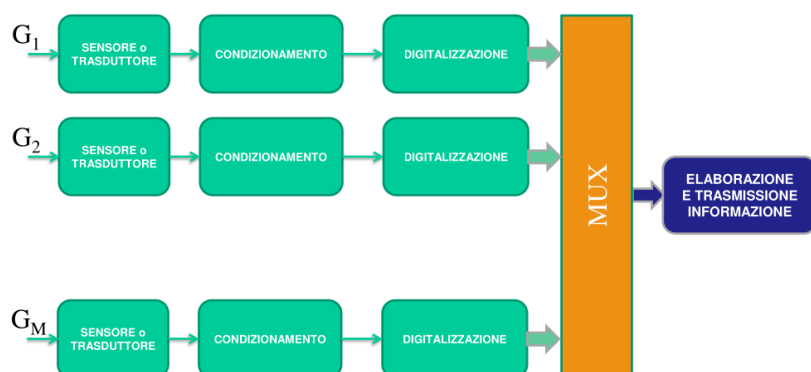 G1
SENSORE o
TRASDUTTORE
CONDIZIONAMENTO
DIGITALIZZAZIONE
G2
SENSORE o
TRASDUTTORE
CONDIZIONAMENTO
DIGITALIZZAZIONE
MUX
ELABORAZIONE
E TRASMISSIONE
INFORMAZIONE
GM
SENSORE o
TRASDUTTORE
CONDIZIONAMENTO
DIGITALIZZAZIONE